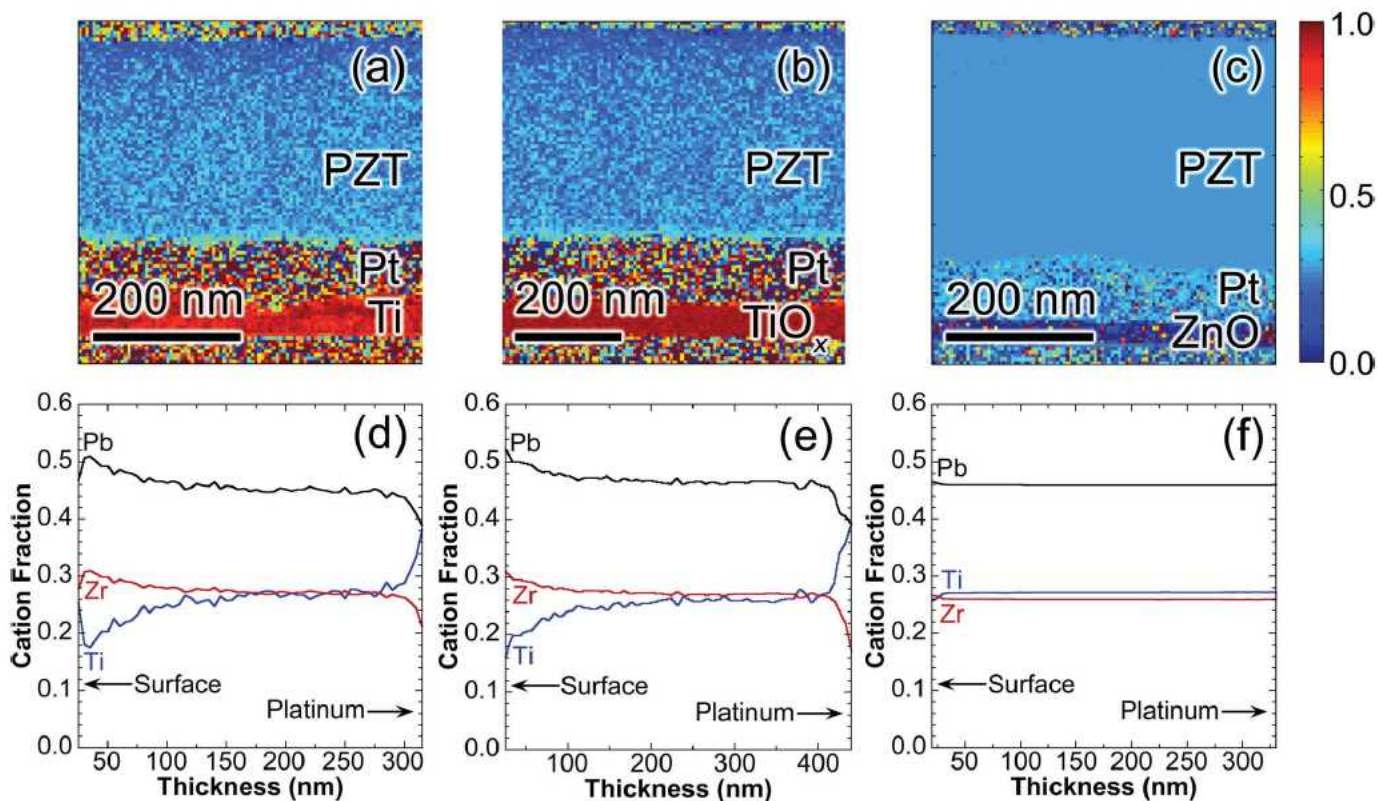 (a)
PZT
Pt
200 nm
Ti
(b)
PZT
Pt
200 nm
TiOₓ
(c)
PZT
Pt
200 nm
ZnO
1.0
0.5
0.0
(d)
Cation Fraction
0.6
0.5
0.4
0.3
0.2
0.1
0.0
Pb
Zr
Ti
← Surface
Platinum →
50 100 150 200 250 300
Thickness (nm)
(e)
Cation Fraction
0.6
0.5
0.4
0.3
0.2
0.1
0.0
Pb
Zr
Ti
← Surface
Platinum →
100 200 300 400
Thickness (nm)
(f)
Cation Fraction
0.6
0.5
0.4
0.3
0.2
0.1
0.0
Pb
Ti
Zr
← Surface
Platinum →
50 100 150 200 250 300
Thickness (nm)